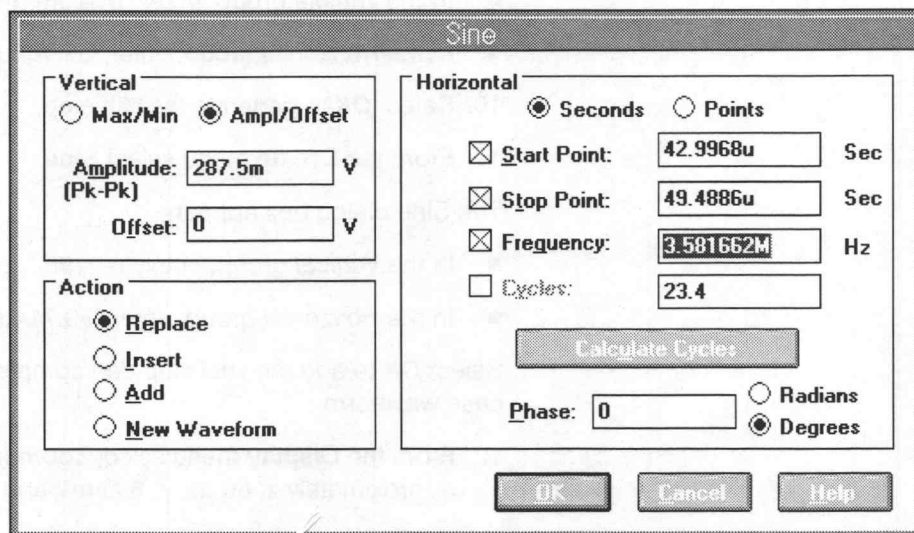 Sine
Vertical
Max/Min Ampl/Offset
Amplitude: 287.5m V
(Pk-Pk)
Offset: 0 V
Action
Replace
Insert
Add
New Waveform
Horizontal
Seconds Points
Start Point: 42.9968u Sec
Stop Point: 49.4886u Sec
Frequency: 3.581662M Hz
Cycles: 23.4
Calculate Cycles
Phase: 0
Radians
Degrees
OK Cancel Help